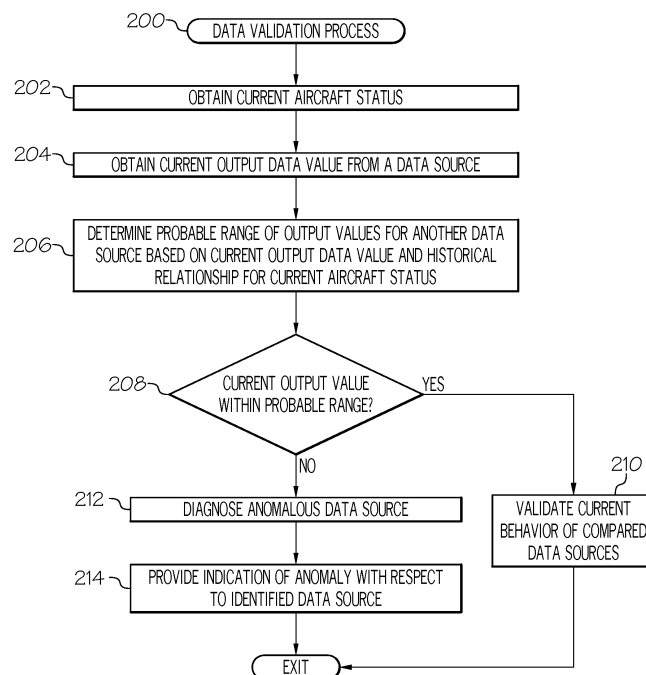 200
DATA VALIDATION PROCESS
202
OBTAIN CURRENT AIRCRAFT STATUS
204
OBTAIN CURRENT OUTPUT DATA VALUE FROM A DATA SOURCE
206
DETERMINE PROBABLE RANGE OF OUTPUT VALUES FOR ANOTHER DATA
SOURCE BASED ON CURRENT OUTPUT DATA VALUE AND HISTORICAL
RELATIONSHIP FOR CURRENT AIRCRAFT STATUS
208
CURRENT OUTPUT VALUE
WITHIN PROBABLE RANGE?
YES
NO
210
VALIDATE CURRENT
BEHAVIOR OF COMPARED
DATA SOURCES
212
DIAGNOSE ANOMALOUS DATA SOURCE
214
PROVIDE INDICATION OF ANOMALY WITH RESPECT
TO IDENTIFIED DATA SOURCE
EXIT